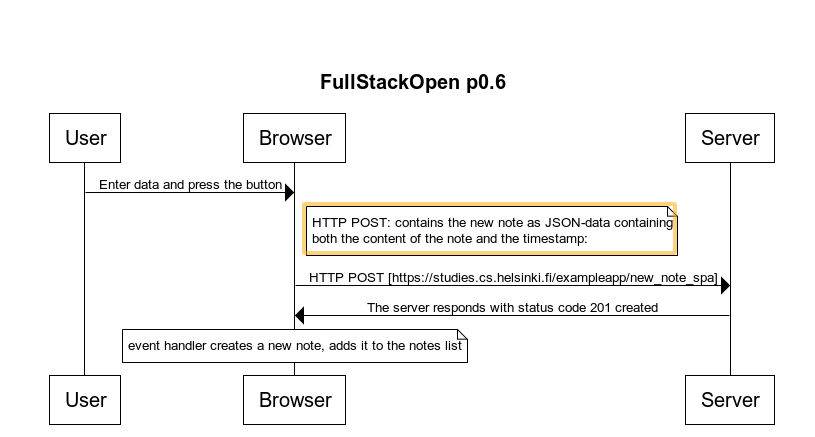 FullStackOpen p0.6
User
Browser
Server
Enter data and press the button
HTTP POST: contains the new note as JSON-data containing
both the content of the note and the timestamp:
HTTP POST [https://studies.cs.helsinki.fi/exampleapp/new_note_spa]
The server responds with status code 201 created
event handler creates a new note, adds it to the notes list
User
Browser
Server